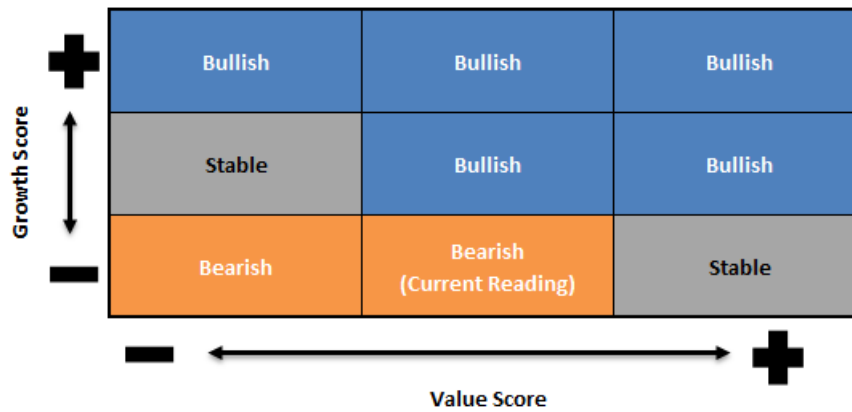 Bullish
Bullish
Bullish
Growth Score
Stable
Bullish
Bullish
Bearish
Bearish
(Current Reading)
Stable
Value Score